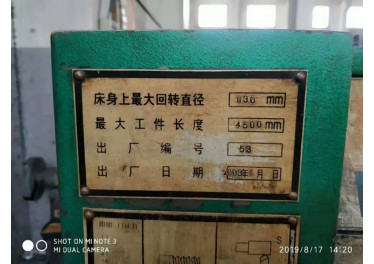 床身上最大回转直径 mm
最大工件长度 4500 mm
出厂编号 53
出厂日期 年 月 日
S
SHOT ON MI NOTE 3
MI DUAL CAMERA
2019/8/17 14:20